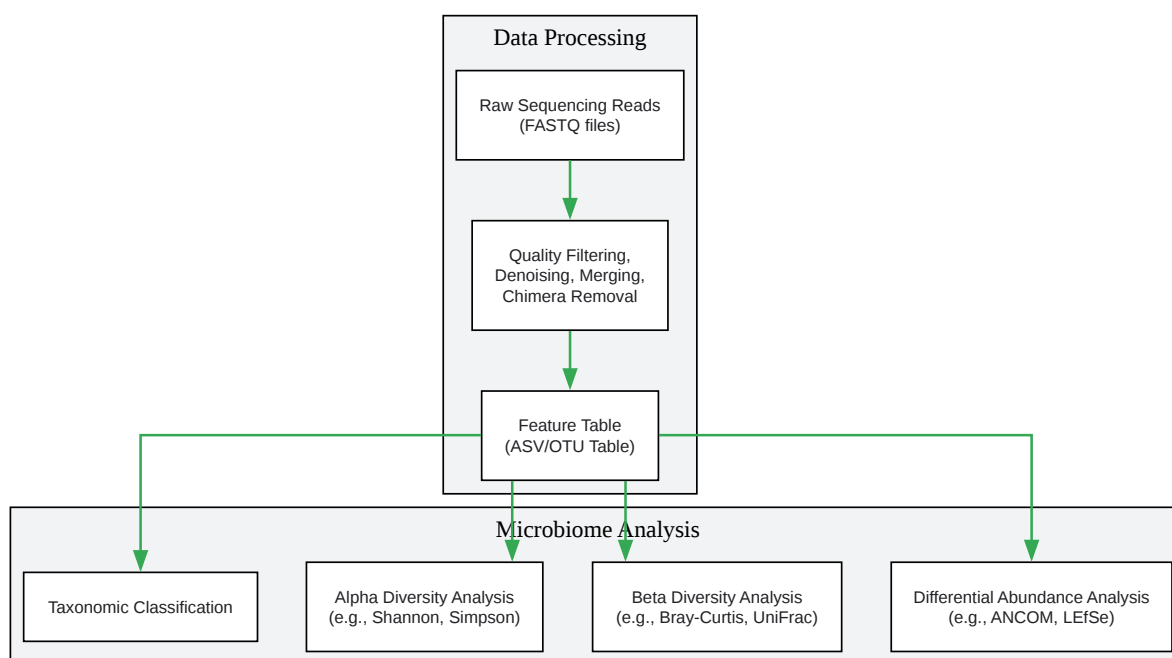 Data Processing
Raw Sequencing Reads
(FASTQ files)
Quality Filtering,
Denoising, Merging,
Chimera Removal
Feature Table
(ASV/OTU Table)
Microbiome Analysis
Taxonomic Classification
Alpha Diversity Analysis
(e.g., Shannon, Simpson)
Beta Diversity Analysis
(e.g., Bray-Curtis, UniFrac)
Differential Abundance Analysis
(e.g., ANCOM, LEfSe)